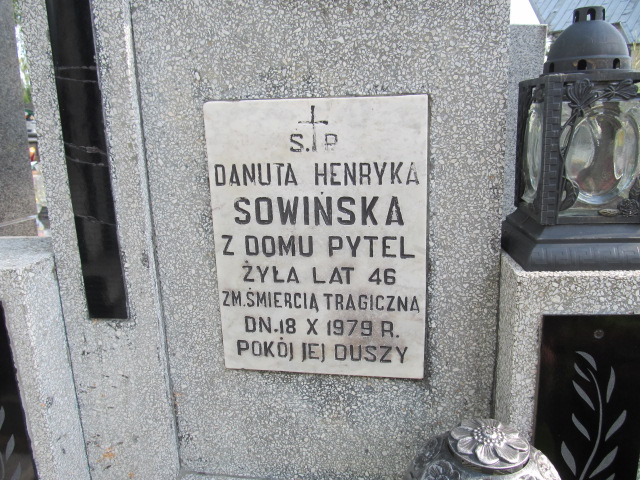 Ś.P.
DANUTA HENRYKA
SOWIŃSKA
Z DOMU PYTEL
ŻYŁA LAT 46
ZM.ŚMIERCIĄ TRAGICZNĄ
DN.18 X 1979 R.
POKÓJ JEJ DUSZY